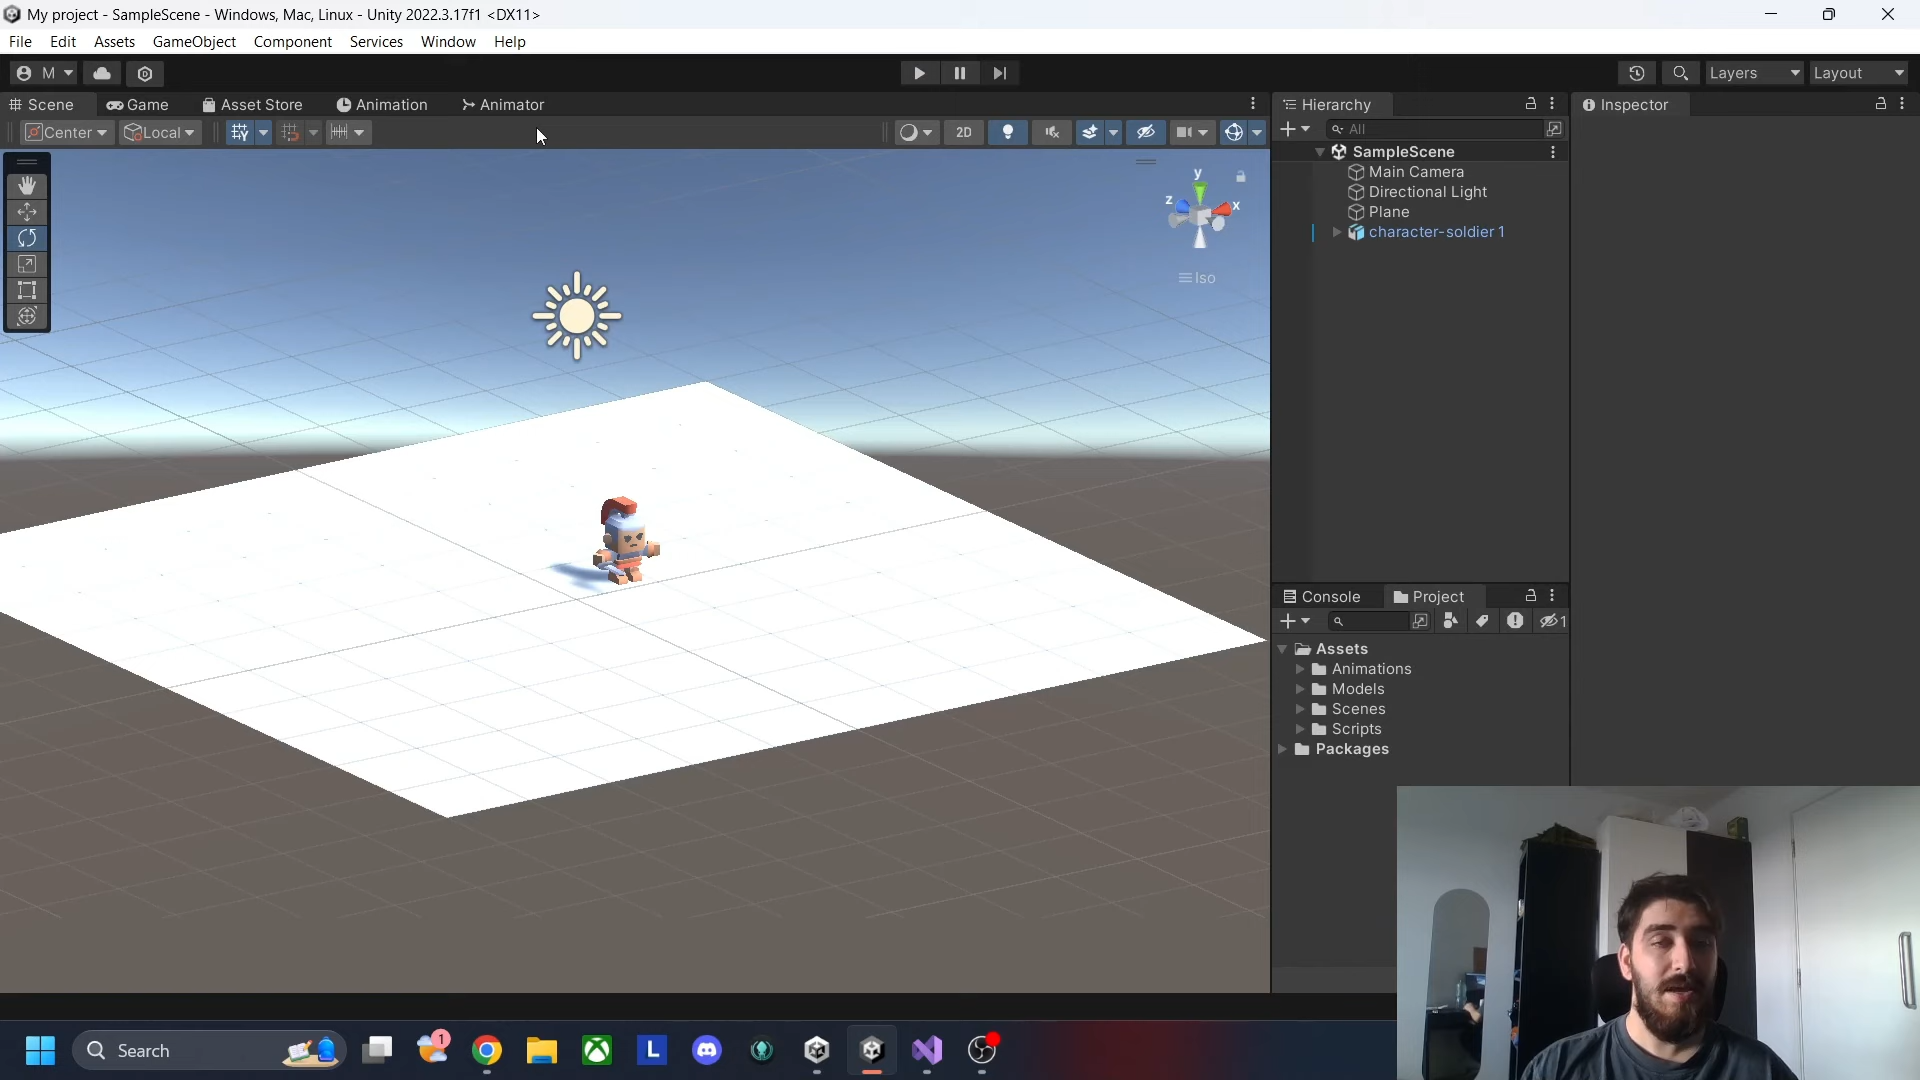 My project - SampleScene - Windows, Mac, Linux - Unity 2022.3.17f1 <DX11>
File Edit Assets GameObject Component Services Window Help
M Layers Layout
Scene Game Asset Store Animation Animator
Center Local 2D
y
z x
Iso
Hierarchy
All
SampleScene
Main Camera
Directional Light
Plane
character-soldier 1
Inspector
Console Project
1
Assets
Animations
Models
Scenes
Scripts
Packages
Search
1
L